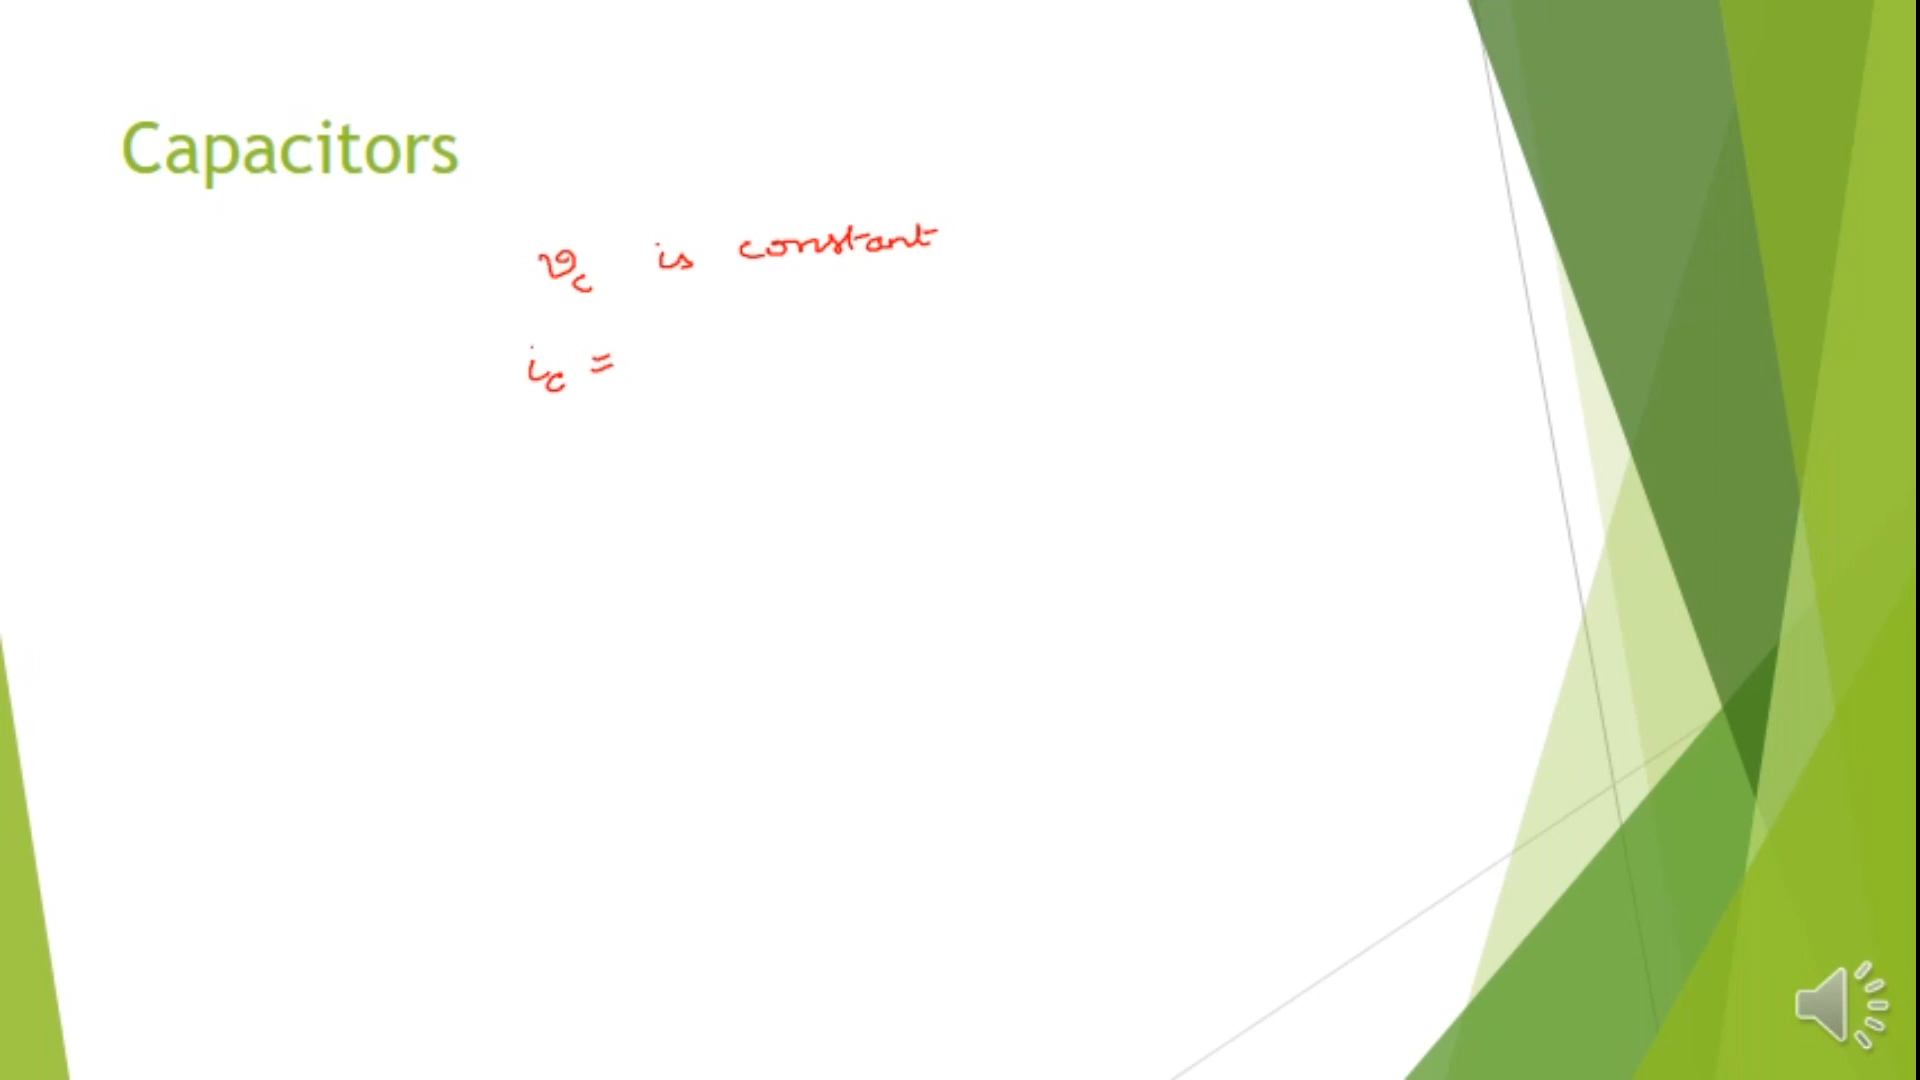 Capacitors
v_c is constant
i_c =